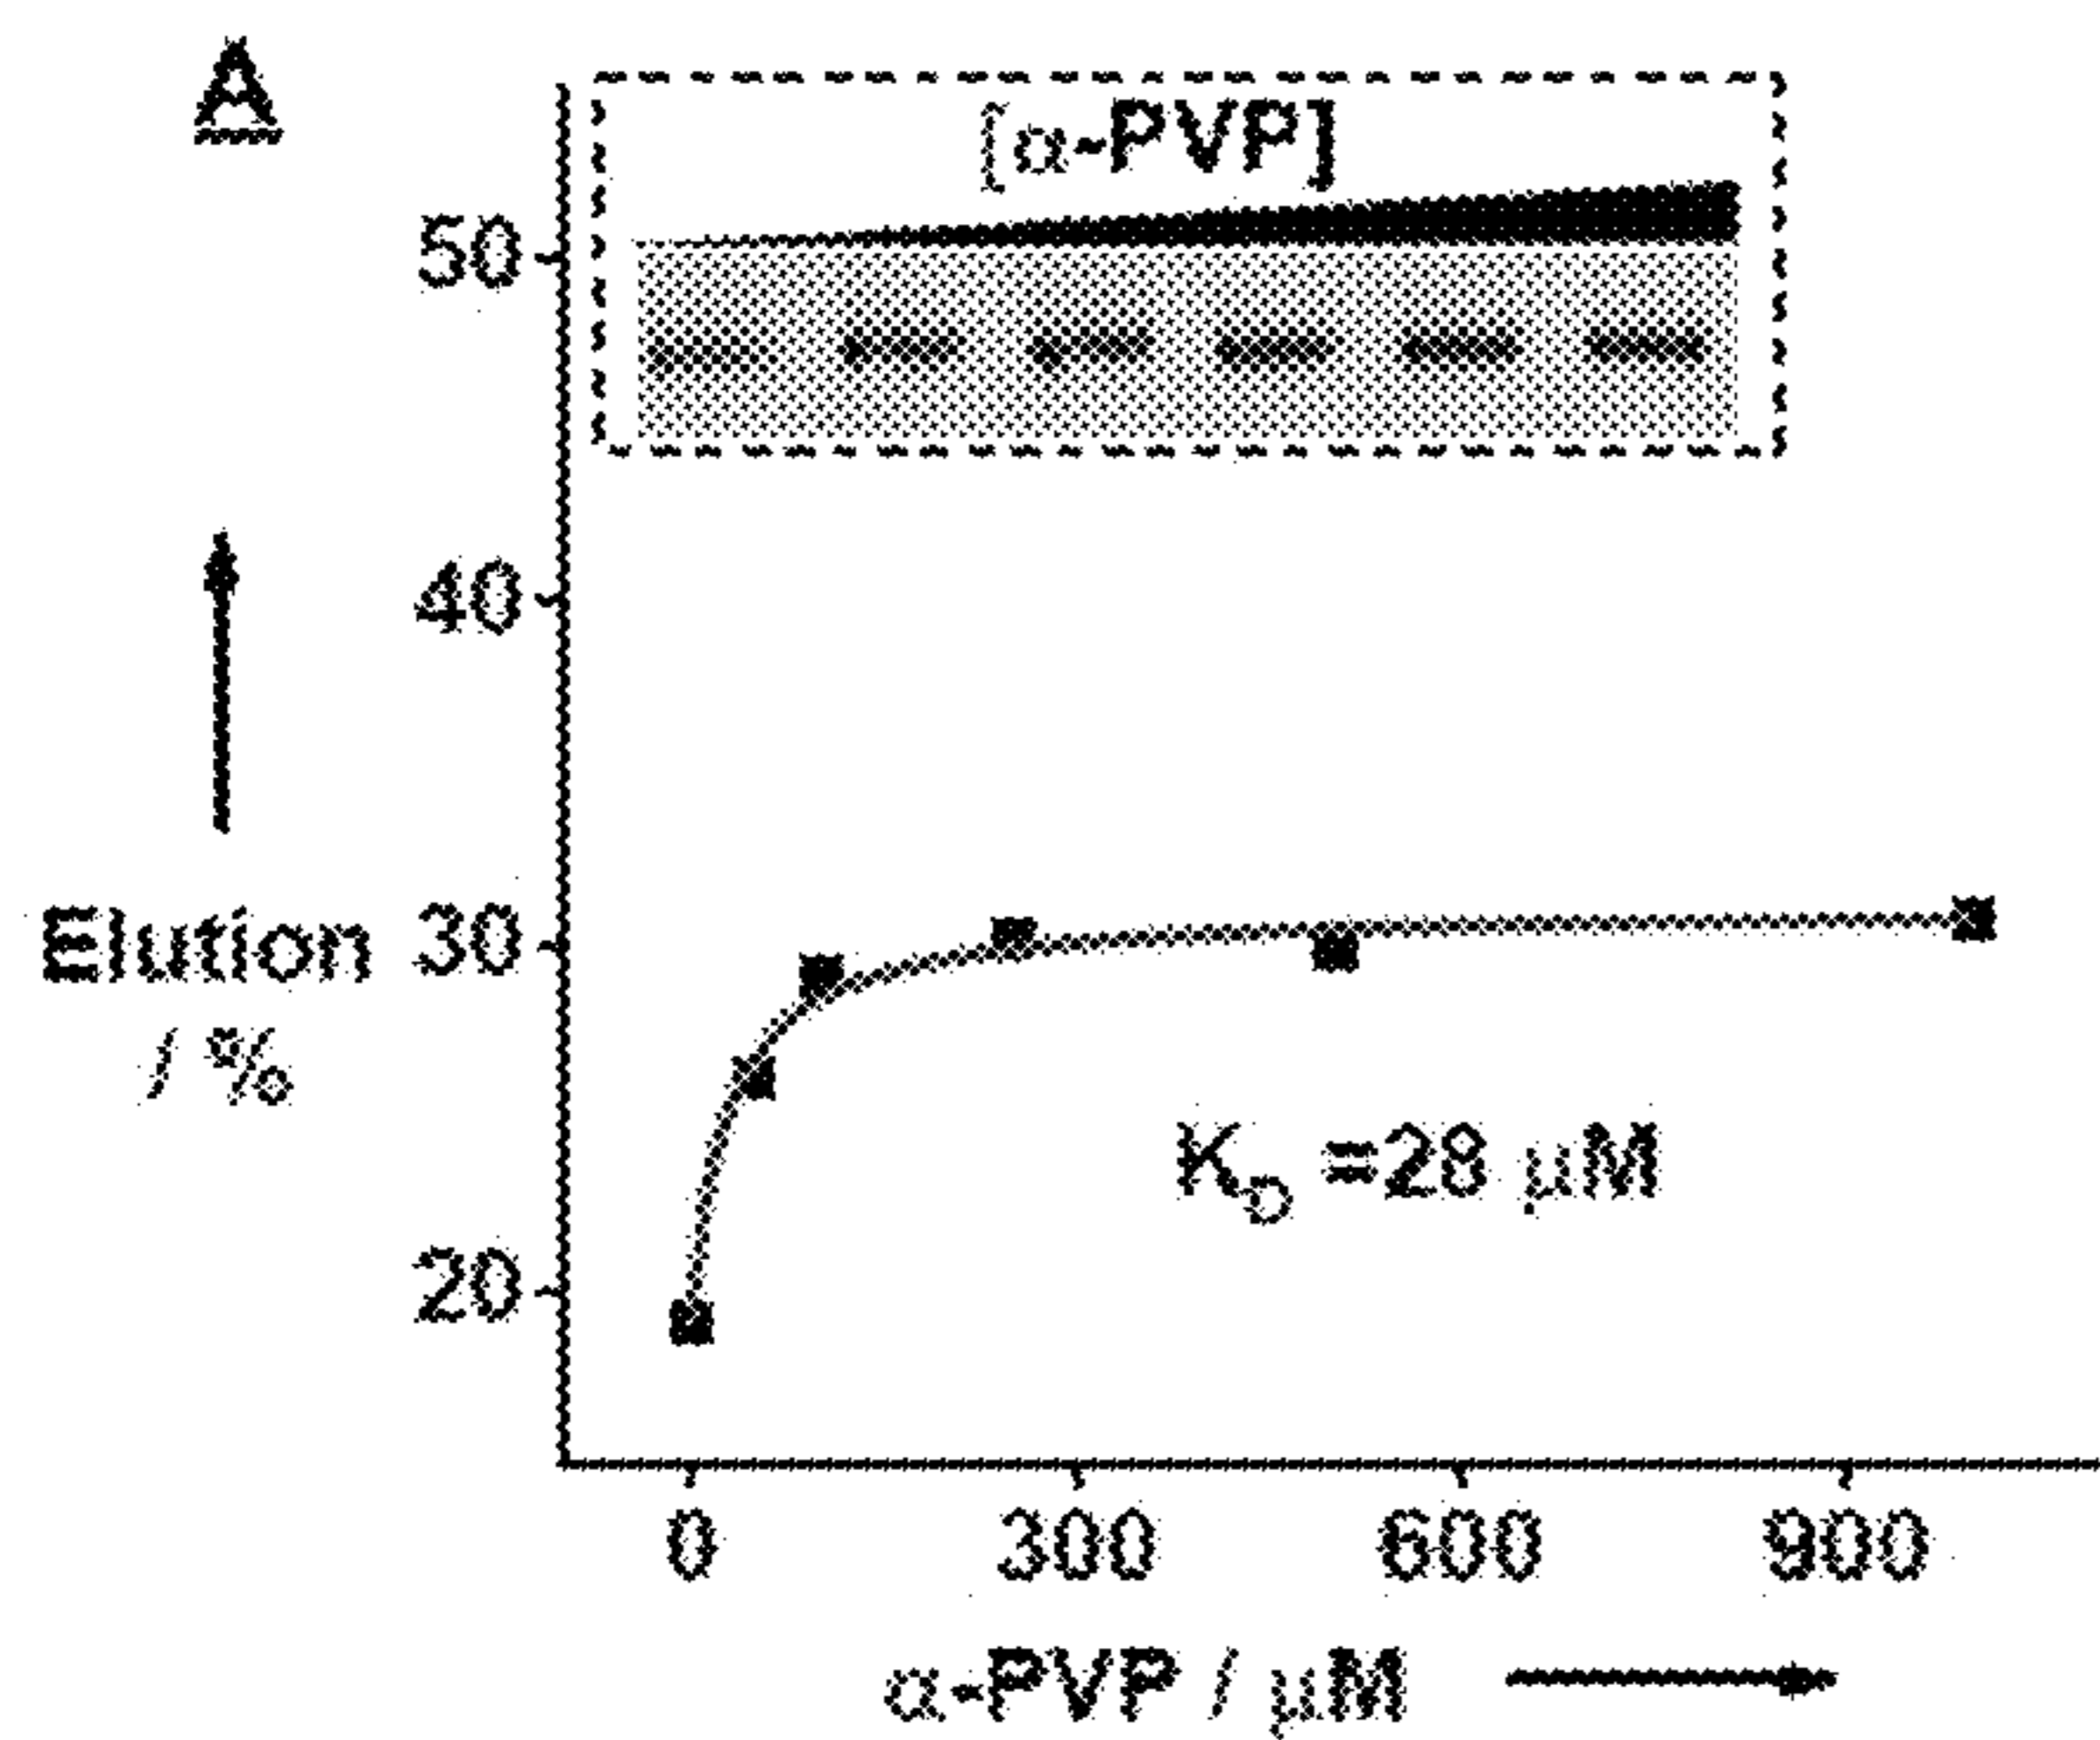 A
[α-PVP]
50
40
30
20
Elution
/ %
K_D =28 μM
0 300 600 900
α-PVP / μM